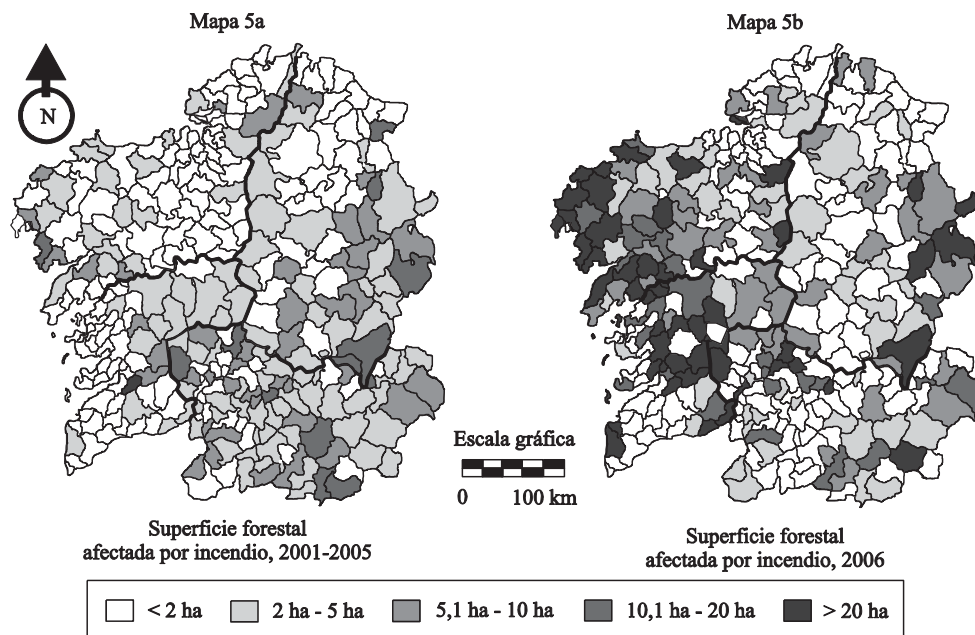 Mapa 5a
Mapa 5b
N
Escala gráfica
0 100 km
Superficie forestal
afectada por incendio, 2001-2005
Superficie forestal
afectada por incendio, 2006
< 2 ha
2 ha - 5 ha
5,1 ha - 10 ha
10,1 ha - 20 ha
> 20 ha